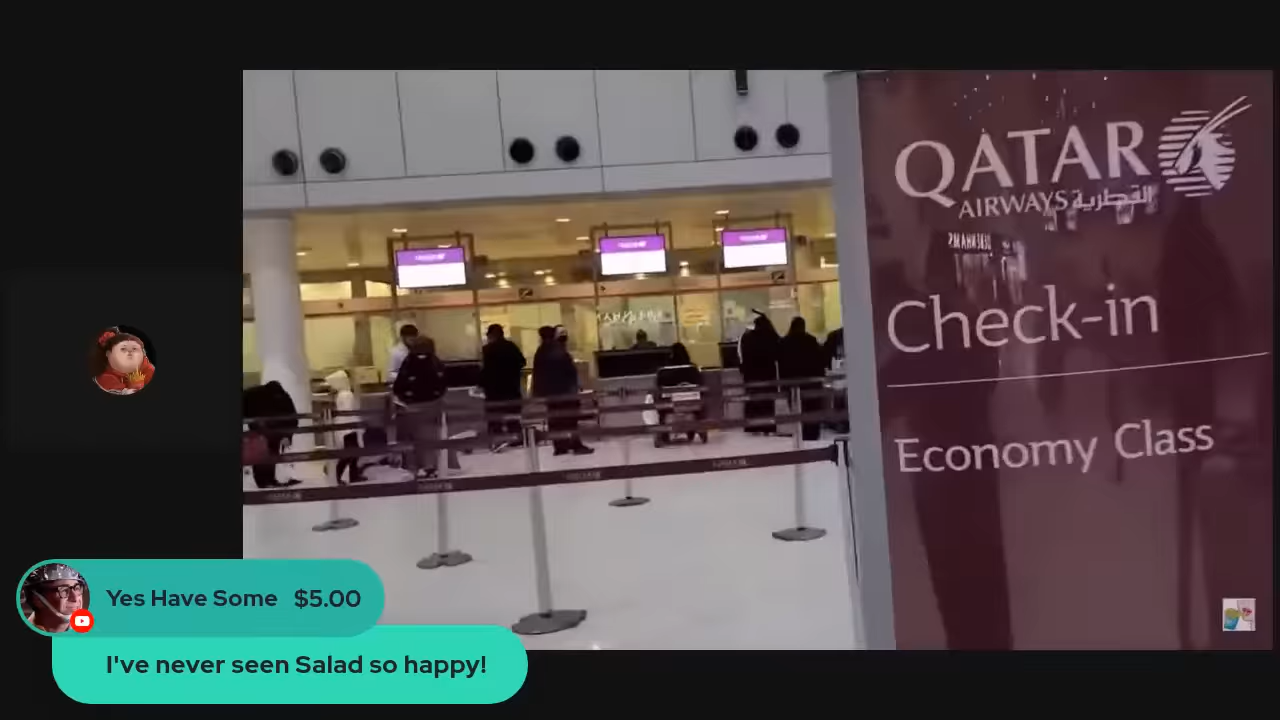 QATAR
AIRWAYS القطرية
Check-in
Economy Class
Yes Have Some $5.00
I've never seen Salad so happy!